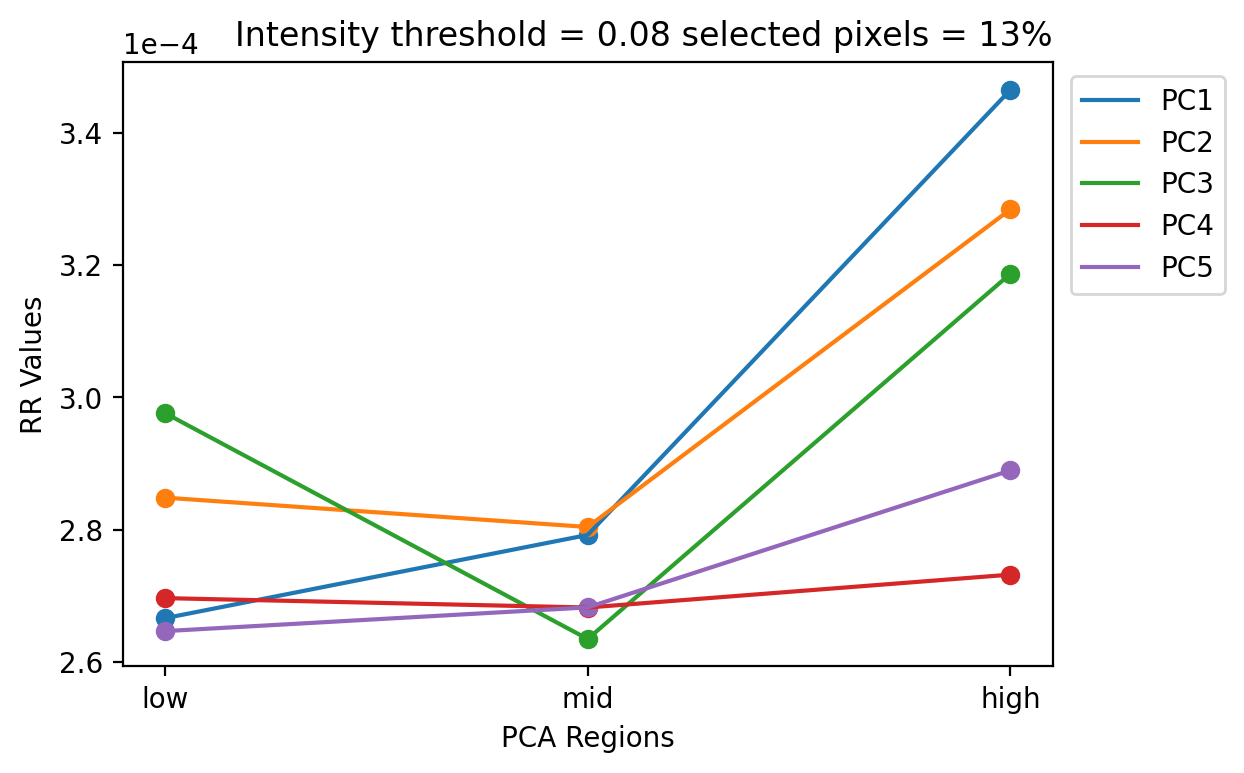 1e−4
Intensity threshold = 0.08 selected pixels = 13%
3.4
3.2
3.0
2.8
2.6
RR Values
low
mid
high
PCA Regions
PC1
PC2
PC3
PC4
PC5